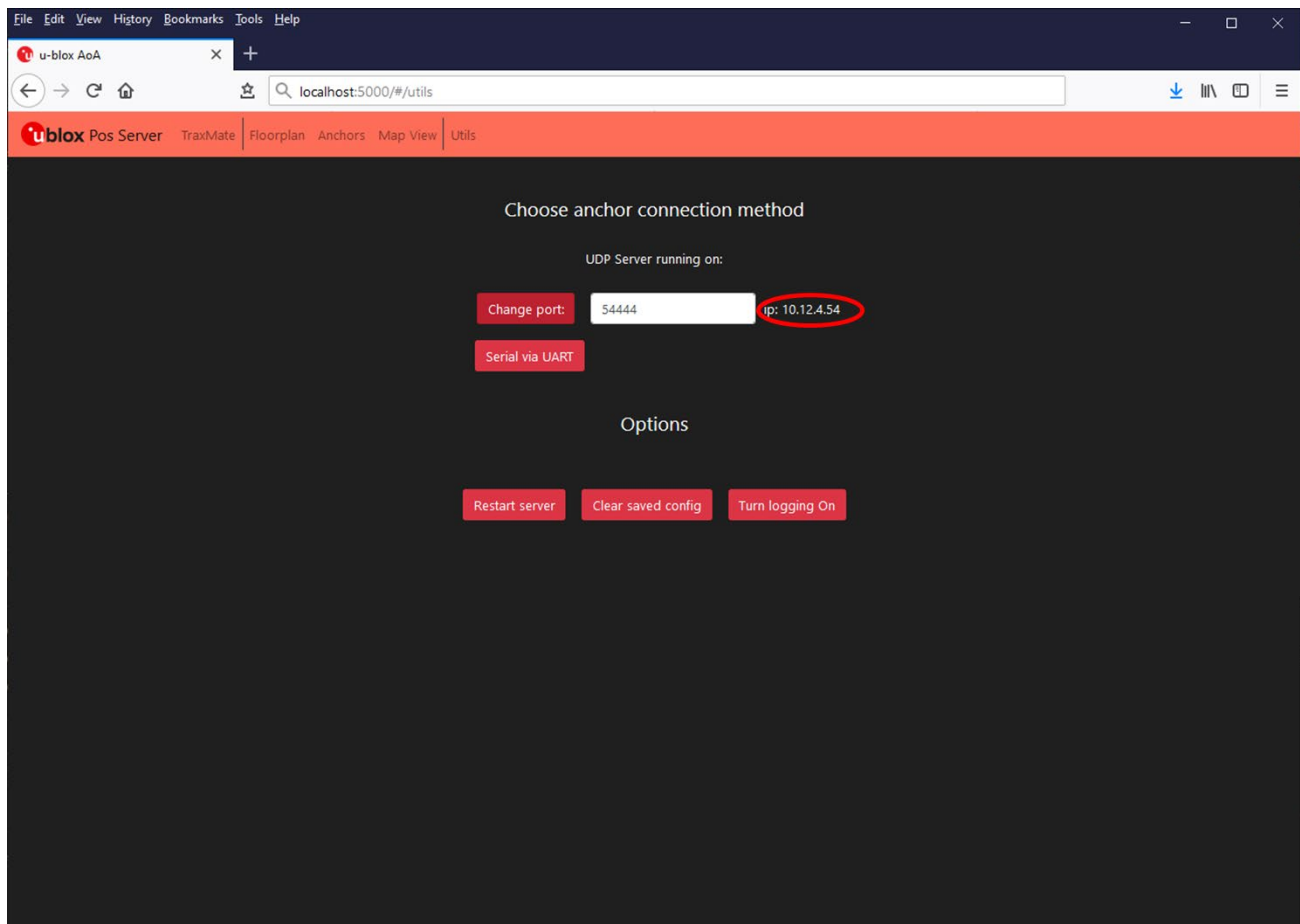 File Edit View History Bookmarks Tools Help
u-blox AoA
localhost:5000/#/utils
ublox Pos Server TraxMate Floorplan Anchors Map View Utils
Choose anchor connection method
UDP Server running on:
Change port: 54444 ip: 10.12.4.54
Serial via UART
Options
Restart server Clear saved config Turn logging On